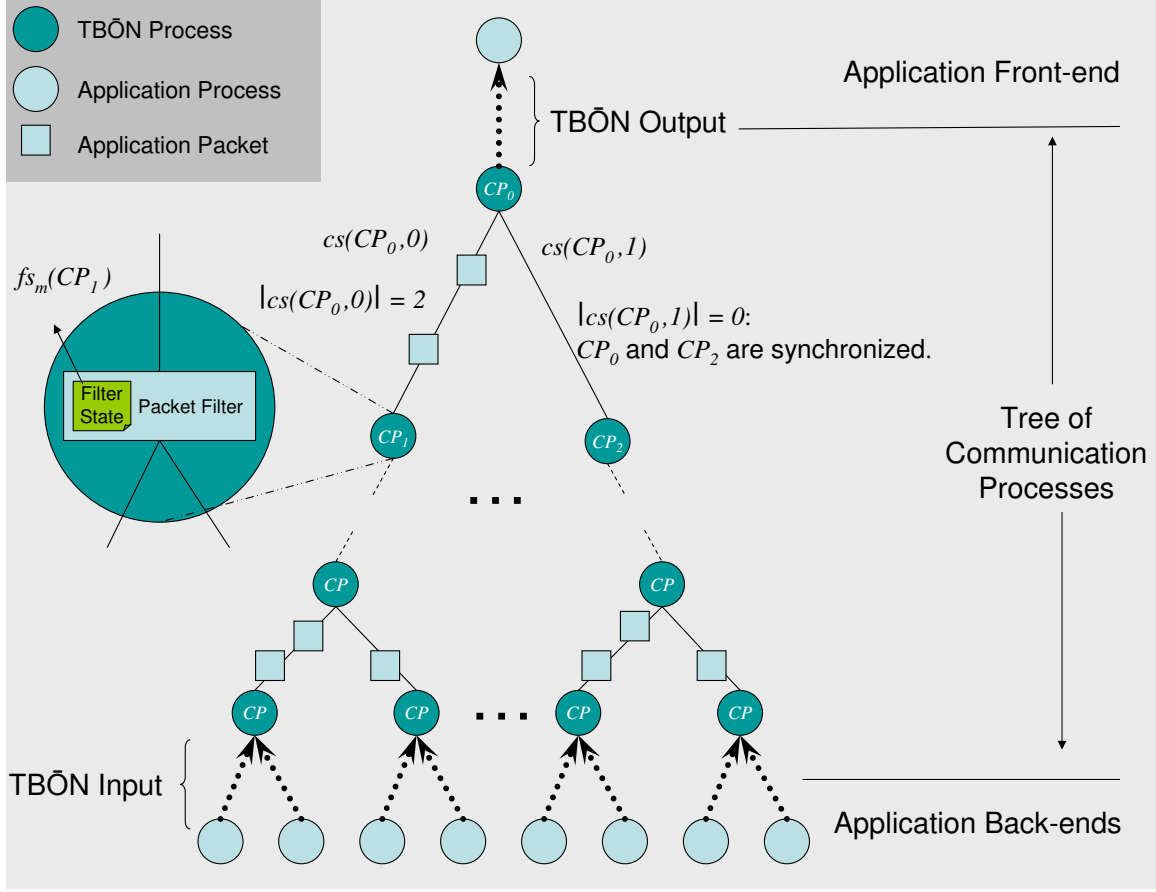 TBŌN Process
Application Process
Application Packet
Application Front-end
TBŌN Output
CP₀
cs(CP₀,0)
cs(CP₀,1)
fsₘ(CP₁)
|cs(CP₀,0)| = 2
|cs(CP₀,1)| = 0:
CP₀ and CP₂ are synchronized.
Filter
State
Packet Filter
CP₁
CP₂
Tree of
Communication
Processes
...
CP
CP
CP
CP
...
CP
CP
TBŌN Input
Application Back-ends